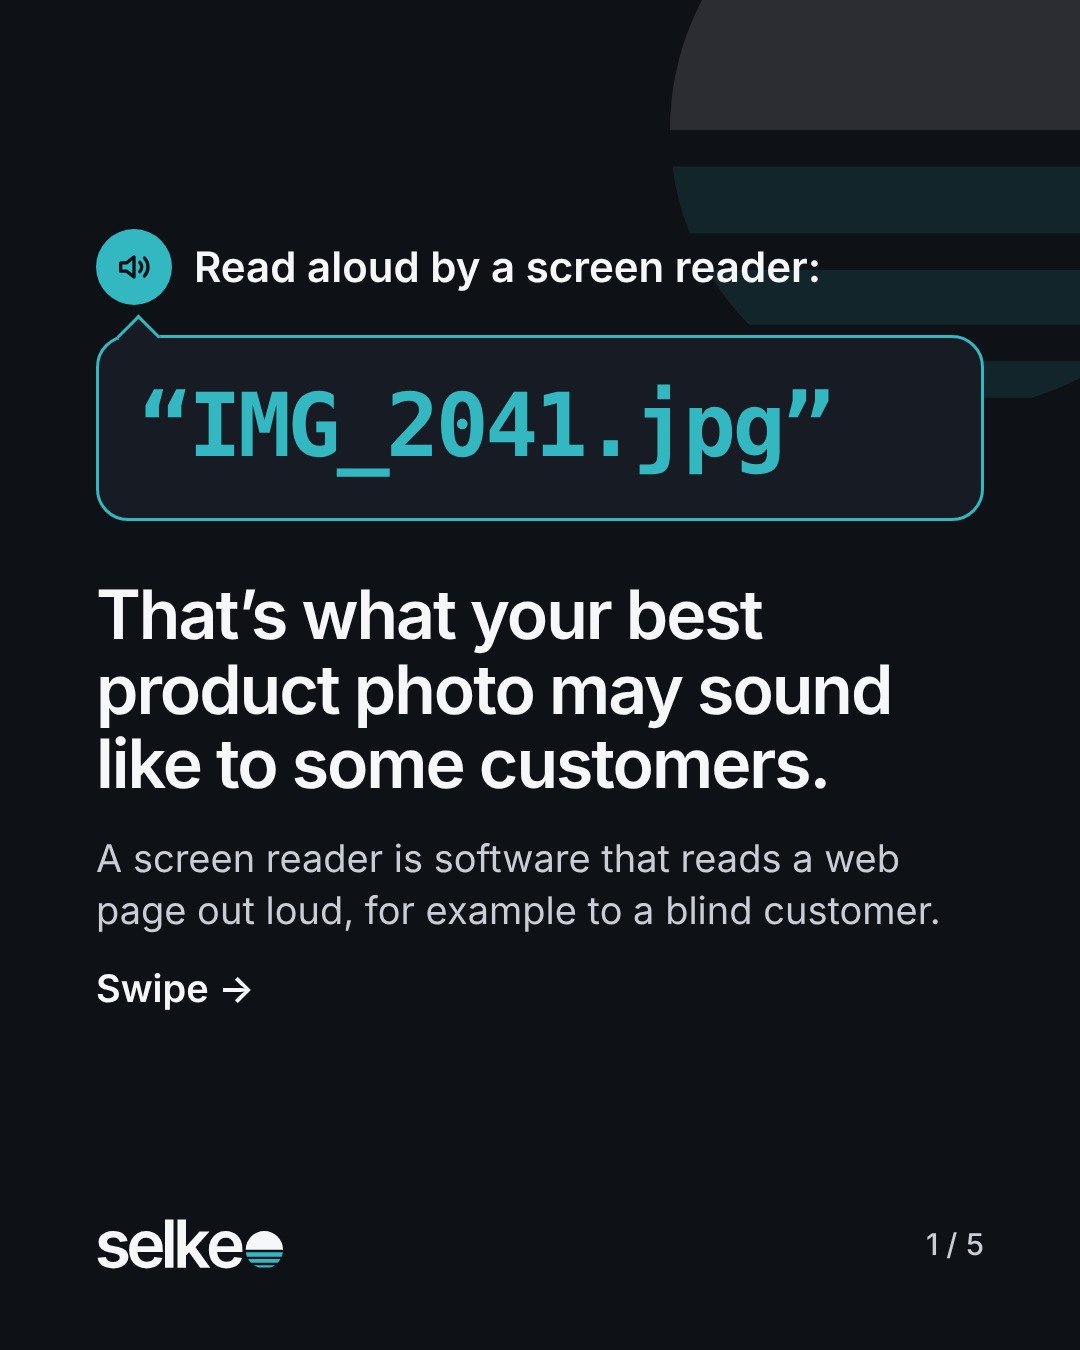 Read aloud by a screen reader:
“IMG_2041.jpg”
That’s what your best
product photo may sound
like to some customers.
A screen reader is software that reads a web
page out loud, for example to a blind customer.
Swipe →
selkeo
1 / 5